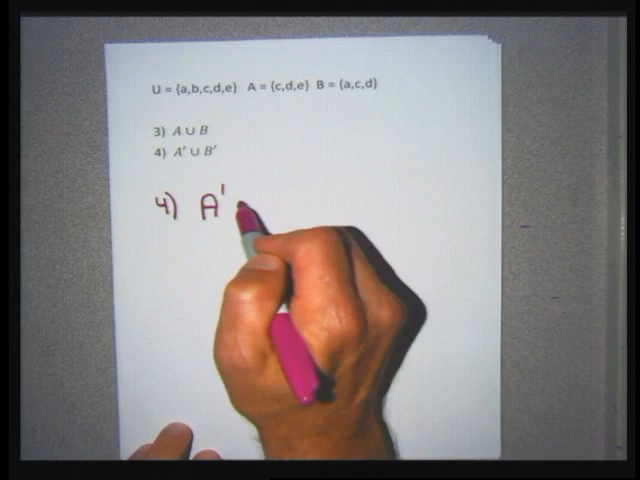 U = {a,b,c,d,e} A = {c,d,e} B = {a,c,d}
3) A ∪ B
4) A′ ∪ B′
4) A'